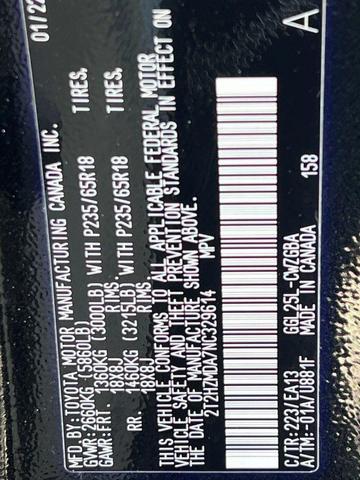 MFD. BY: TOYOTA MOTOR MANUFACTURING CANADA INC. 01/22
GVWR: 2660KG (5860LB)
GAWR: FRT. 1360KG (3000LB) WITH P235/65R18 TIRES.
18X8J RIMS
RR. 1460KG (3215LB) WITH P235/65R18 TIRES.
18X8J RIMS
THIS VEHICLE CONFORMS TO ALL APPLICABLE FEDERAL MOTOR
VEHICLE SAFETY AND BUMPER PREVENTION STANDARDS IN EFFECT ON
THE DATE OF MANUFACTURE SHOWN ABOVE.
2T2HZMDA7NC329614 MPV
C/TR: 223/EA13 GGL25L-CWZGBA
A/TM: -01A/U881F MADE IN CANADA 158
A